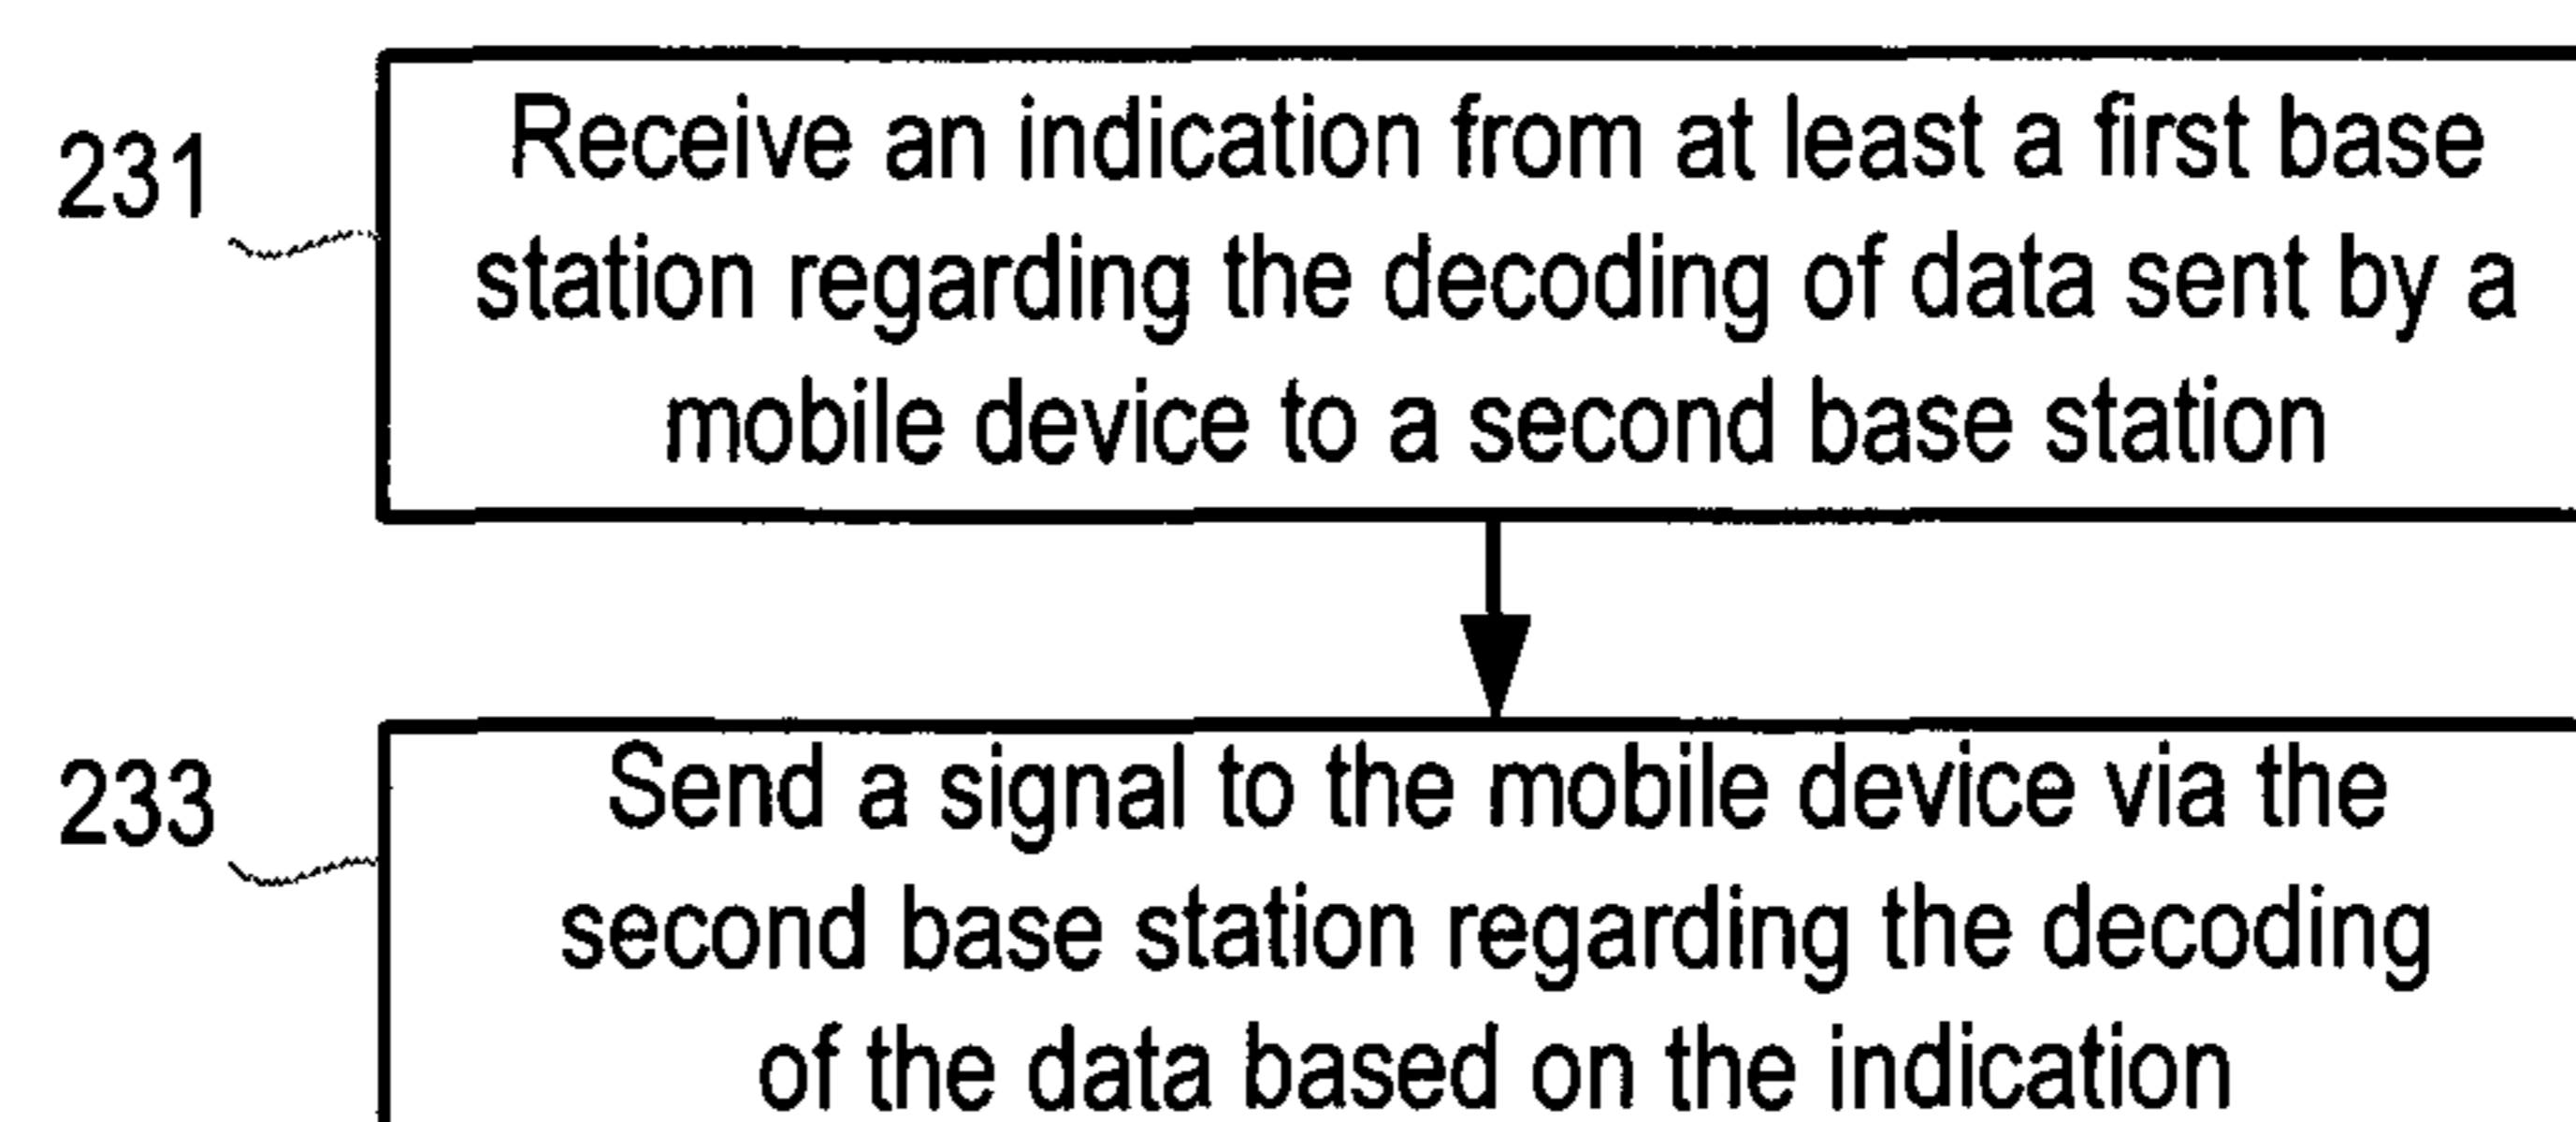 231
Receive an indication from at least a first base
station regarding the decoding of data sent by a
mobile device to a second base station
233
Send a signal to the mobile device via the
second base station regarding the decoding
of the data based on the indication